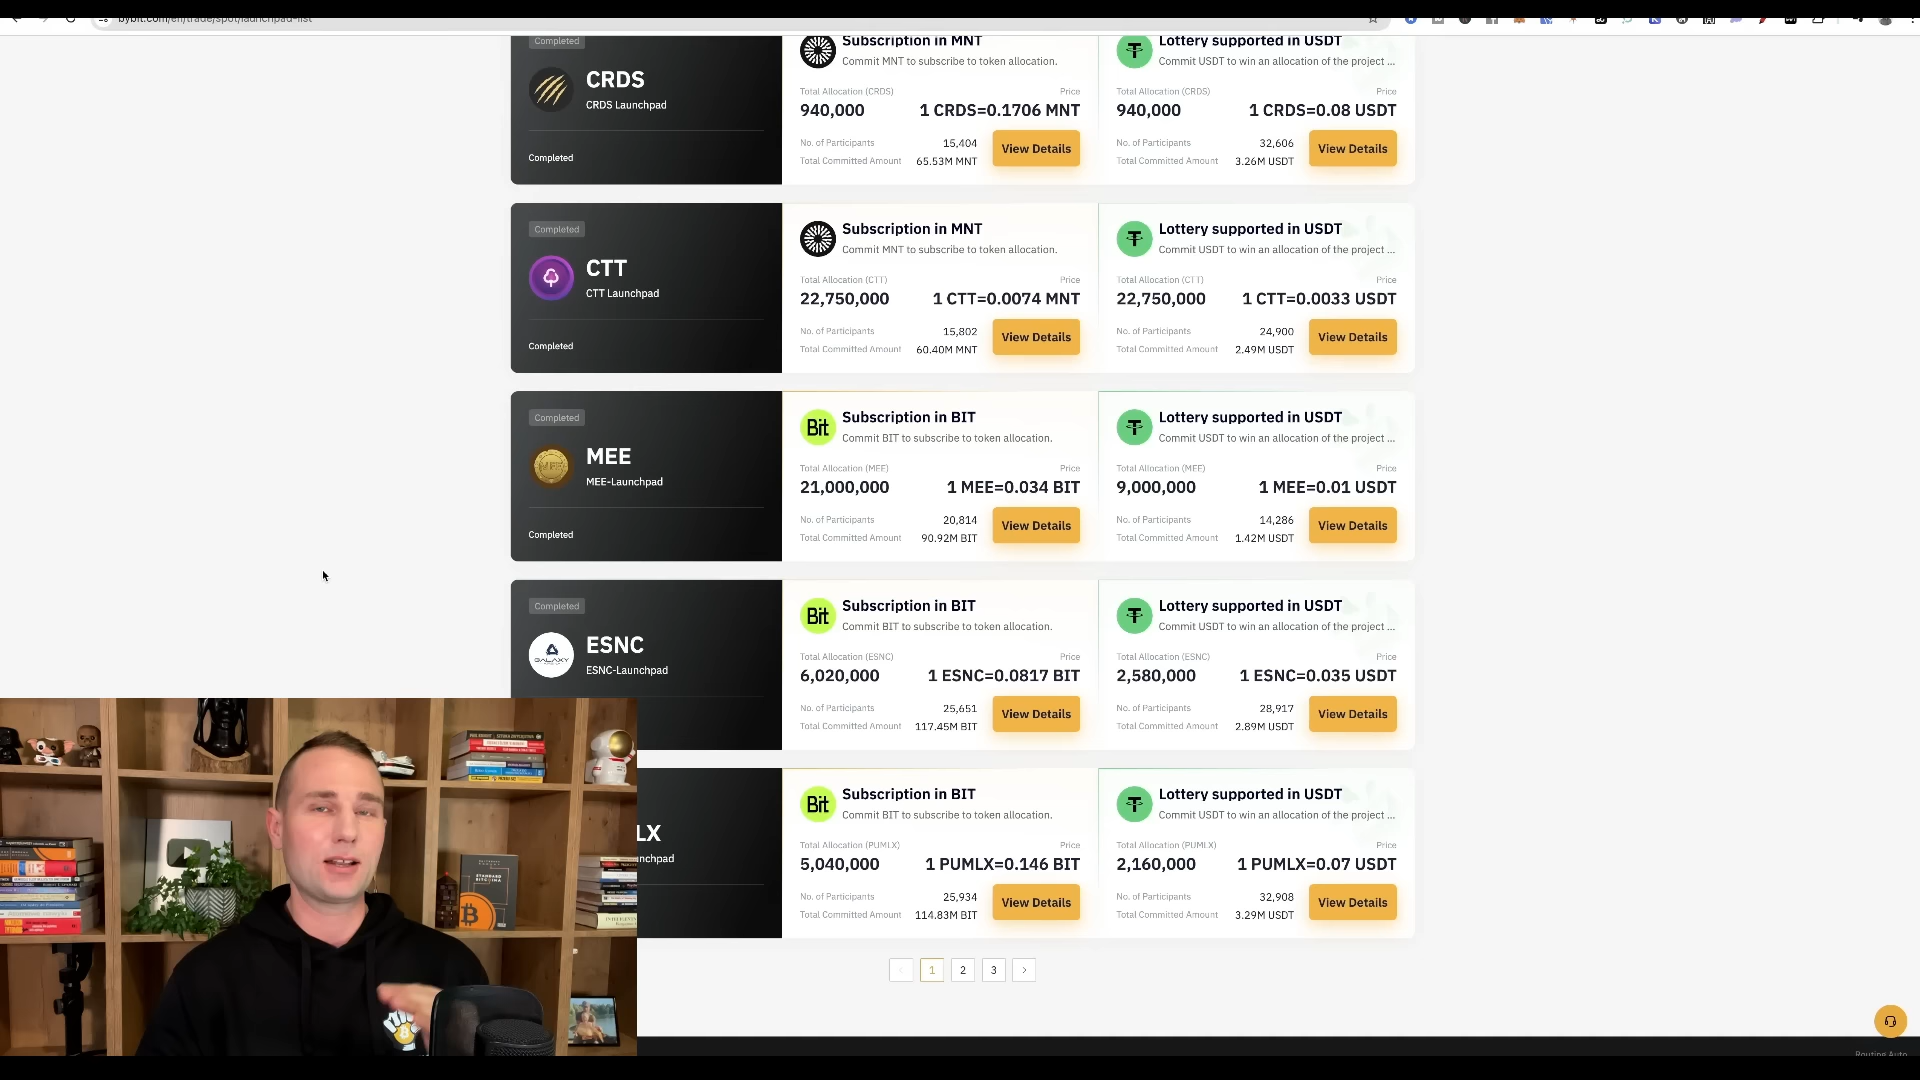 bybit.com/en/trade/spot/launchpad-list
Completed
CRDS
CRDS Launchpad
Completed
Subscription in MNT
Commit MNT to subscribe to token allocation.
Total Allocation (CRDS)
Price
940,000
1 CRDS=0.1706 MNT
No. of Participants
15,404
Total Committed Amount
65.53M MNT
View Details
Lottery supported in USDT
Commit USDT to win an allocation of the project ...
Total Allocation (CRDS)
Price
940,000
1 CRDS=0.08 USDT
No. of Participants
32,606
Total Committed Amount
3.26M USDT
View Details
Completed
CTT
CTT Launchpad
Completed
Subscription in MNT
Commit MNT to subscribe to token allocation.
Total Allocation (CTT)
Price
22,750,000
1 CTT=0.0074 MNT
No. of Participants
15,802
Total Committed Amount
60.40M MNT
View Details
Lottery supported in USDT
Commit USDT to win an allocation of the project ...
Total Allocation (CTT)
Price
22,750,000
1 CTT=0.0033 USDT
No. of Participants
24,900
Total Committed Amount
2.49M USDT
View Details
Completed
MEE
MEE-Launchpad
Completed
Bit
Subscription in BIT
Commit BIT to subscribe to token allocation.
Total Allocation (MEE)
Price
21,000,000
1 MEE=0.034 BIT
No. of Participants
20,814
Total Committed Amount
90.92M BIT
View Details
Lottery supported in USDT
Commit USDT to win an allocation of the project ...
Total Allocation (MEE)
Price
9,000,000
1 MEE=0.01 USDT
No. of Participants
14,286
Total Committed Amount
1.42M USDT
View Details
Completed
GALAXY
ESNC
ESNC-Launchpad
Bit
Subscription in BIT
Commit BIT to subscribe to token allocation.
Total Allocation (ESNC)
Price
6,020,000
1 ESNC=0.0817 BIT
No. of Participants
25,651
Total Committed Amount
117.45M BIT
View Details
Lottery supported in USDT
Commit USDT to win an allocation of the project ...
Total Allocation (ESNC)
Price
2,580,000
1 ESNC=0.035 USDT
No. of Participants
28,917
Total Committed Amount
2.89M USDT
View Details
LX
nchpad
Bit
Subscription in BIT
Commit BIT to subscribe to token allocation.
Total Allocation (PUMLX)
Price
5,040,000
1 PUMLX=0.146 BIT
No. of Participants
25,934
Total Committed Amount
114.83M BIT
View Details
Lottery supported in USDT
Commit USDT to win an allocation of the project ...
Total Allocation (PUMLX)
Price
2,160,000
1 PUMLX=0.07 USDT
No. of Participants
32,908
Total Committed Amount
3.29M USDT
View Details
1
2
3
STANDARD
BITCOINA
Routing Auto